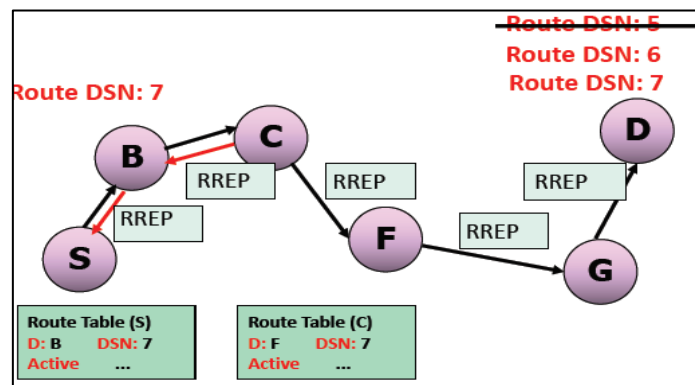 Route DSN: 5
Route DSN: 6
Route DSN: 7
Route DSN: 7
D
C
B
RREP
RREP
RREP
RREP
RREP
F
S
G
Route Table (S)
D: B DSN: 7
Active ...
Route Table (C)
D: F DSN: 7
Active ...